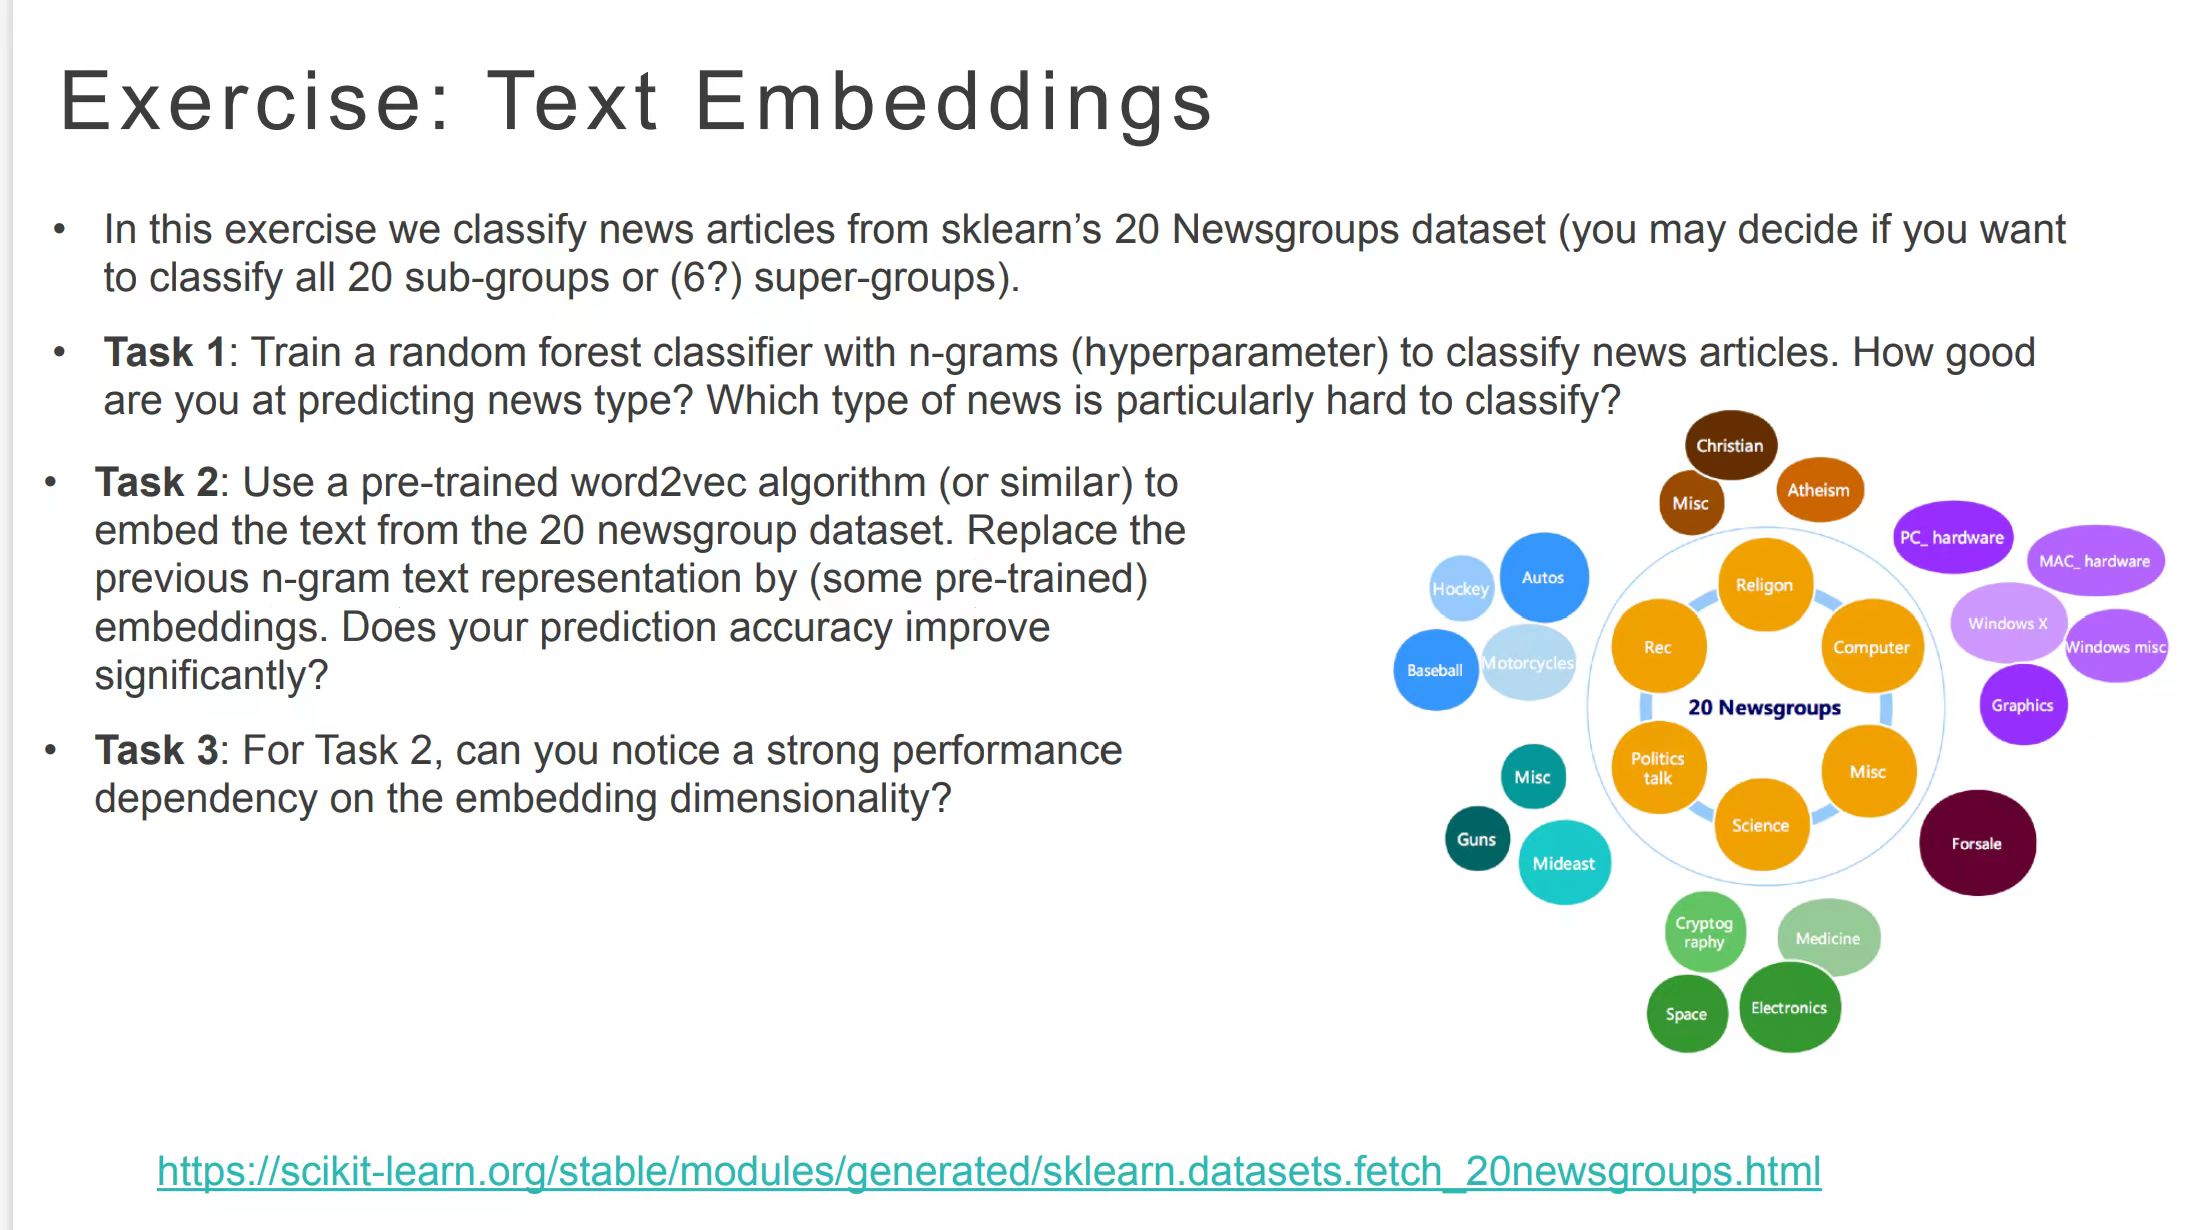 Exercise: Text Embeddings
• In this exercise we classify news articles from sklearn’s 20 Newsgroups dataset (you may decide if you want
to classify all 20 sub-groups or (6?) super-groups).
• Task 1: Train a random forest classifier with n-grams (hyperparameter) to classify news articles. How good
are you at predicting news type? Which type of news is particularly hard to classify?
• Task 2: Use a pre-trained word2vec algorithm (or similar) to
embed the text from the 20 newsgroup dataset. Replace the
previous n-gram text representation by (some pre-trained)
embeddings. Does your prediction accuracy improve
significantly?
• Task 3: For Task 2, can you notice a strong performance
dependency on the embedding dimensionality?
Christian
Misc
Atheism
PC_ hardware
MAC_ hardware
Windows X
Windows misc
Graphics
Hockey
Autos
Baseball
Motorcycles
Religon
Rec
Computer
20 Newsgroups
Politics
talk
Misc
Science
Misc
Guns
Mideast
Forsale
Cryptog
raphy
Medicine
Space
Electronics
https://scikit-learn.org/stable/modules/generated/sklearn.datasets.fetch_20newsgroups.html